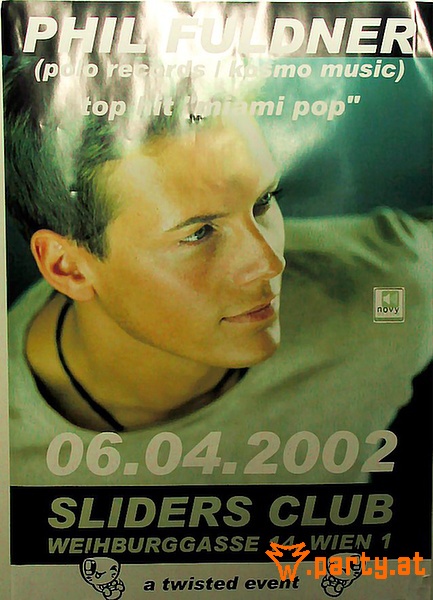 PHIL FULDNER
(polo records / kosmo music)
top hit "miami pop"
novy
06.04.2002
SLIDERS CLUB
WEIHBURGGASSE 14, WIEN 1
w.party.at
a twisted event